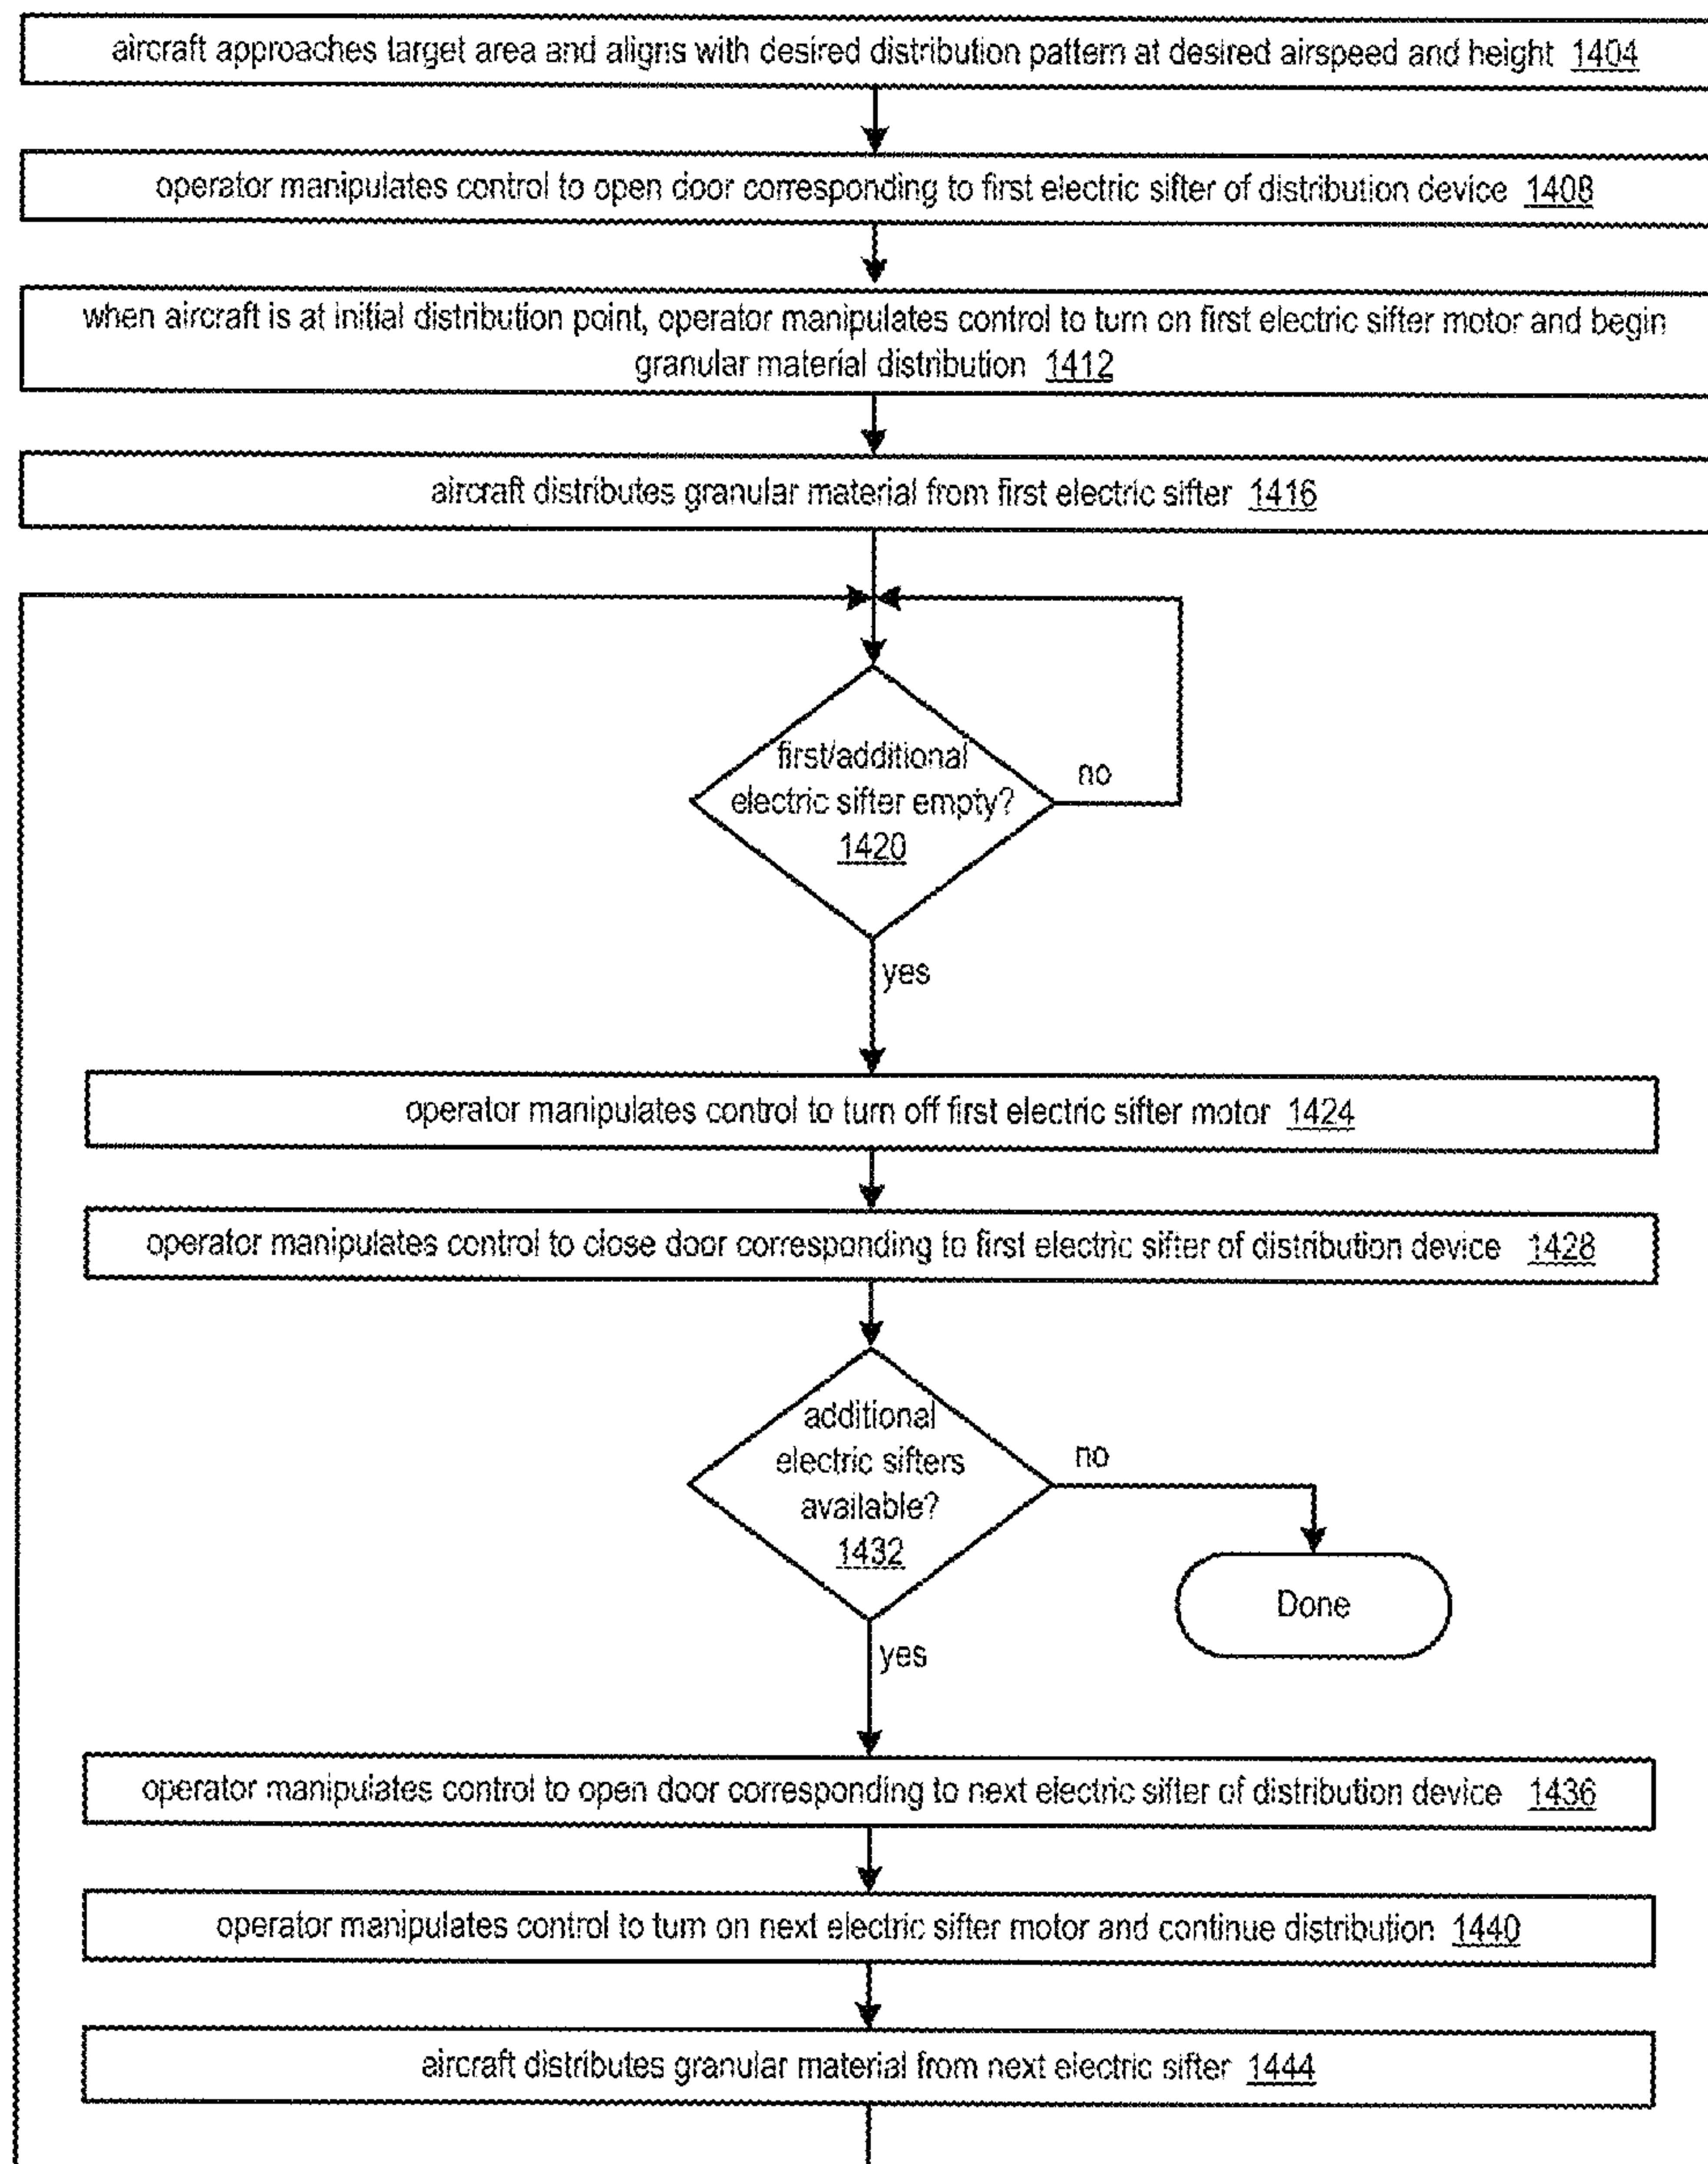 aircraft approaches target area and aligns with desired distribution pattern at desired airspeed and height 1404
operator manipulates control to open door corresponding to first electric sifter of distribution device 1408
when aircraft is at initial distribution point, operator manipulates control to turn on first electric sifter motor and begin
granular material distribution 1412
aircraft distributes granular material from first electric sifter 1416
first/additional
electric sifter empty?
1420
no
yes
operator manipulates control to turn off first electric sifter motor 1424
operator manipulates control to close door corresponding to first electric sifter of distribution device 1428
additional
electric sifters
available?
1432
no
Done
yes
operator manipulates control to open door corresponding to next electric sifter of distribution device 1436
operator manipulates control to turn on next electric sifter motor and continue distribution 1440
aircraft distributes granular material from next electric sifter 1444